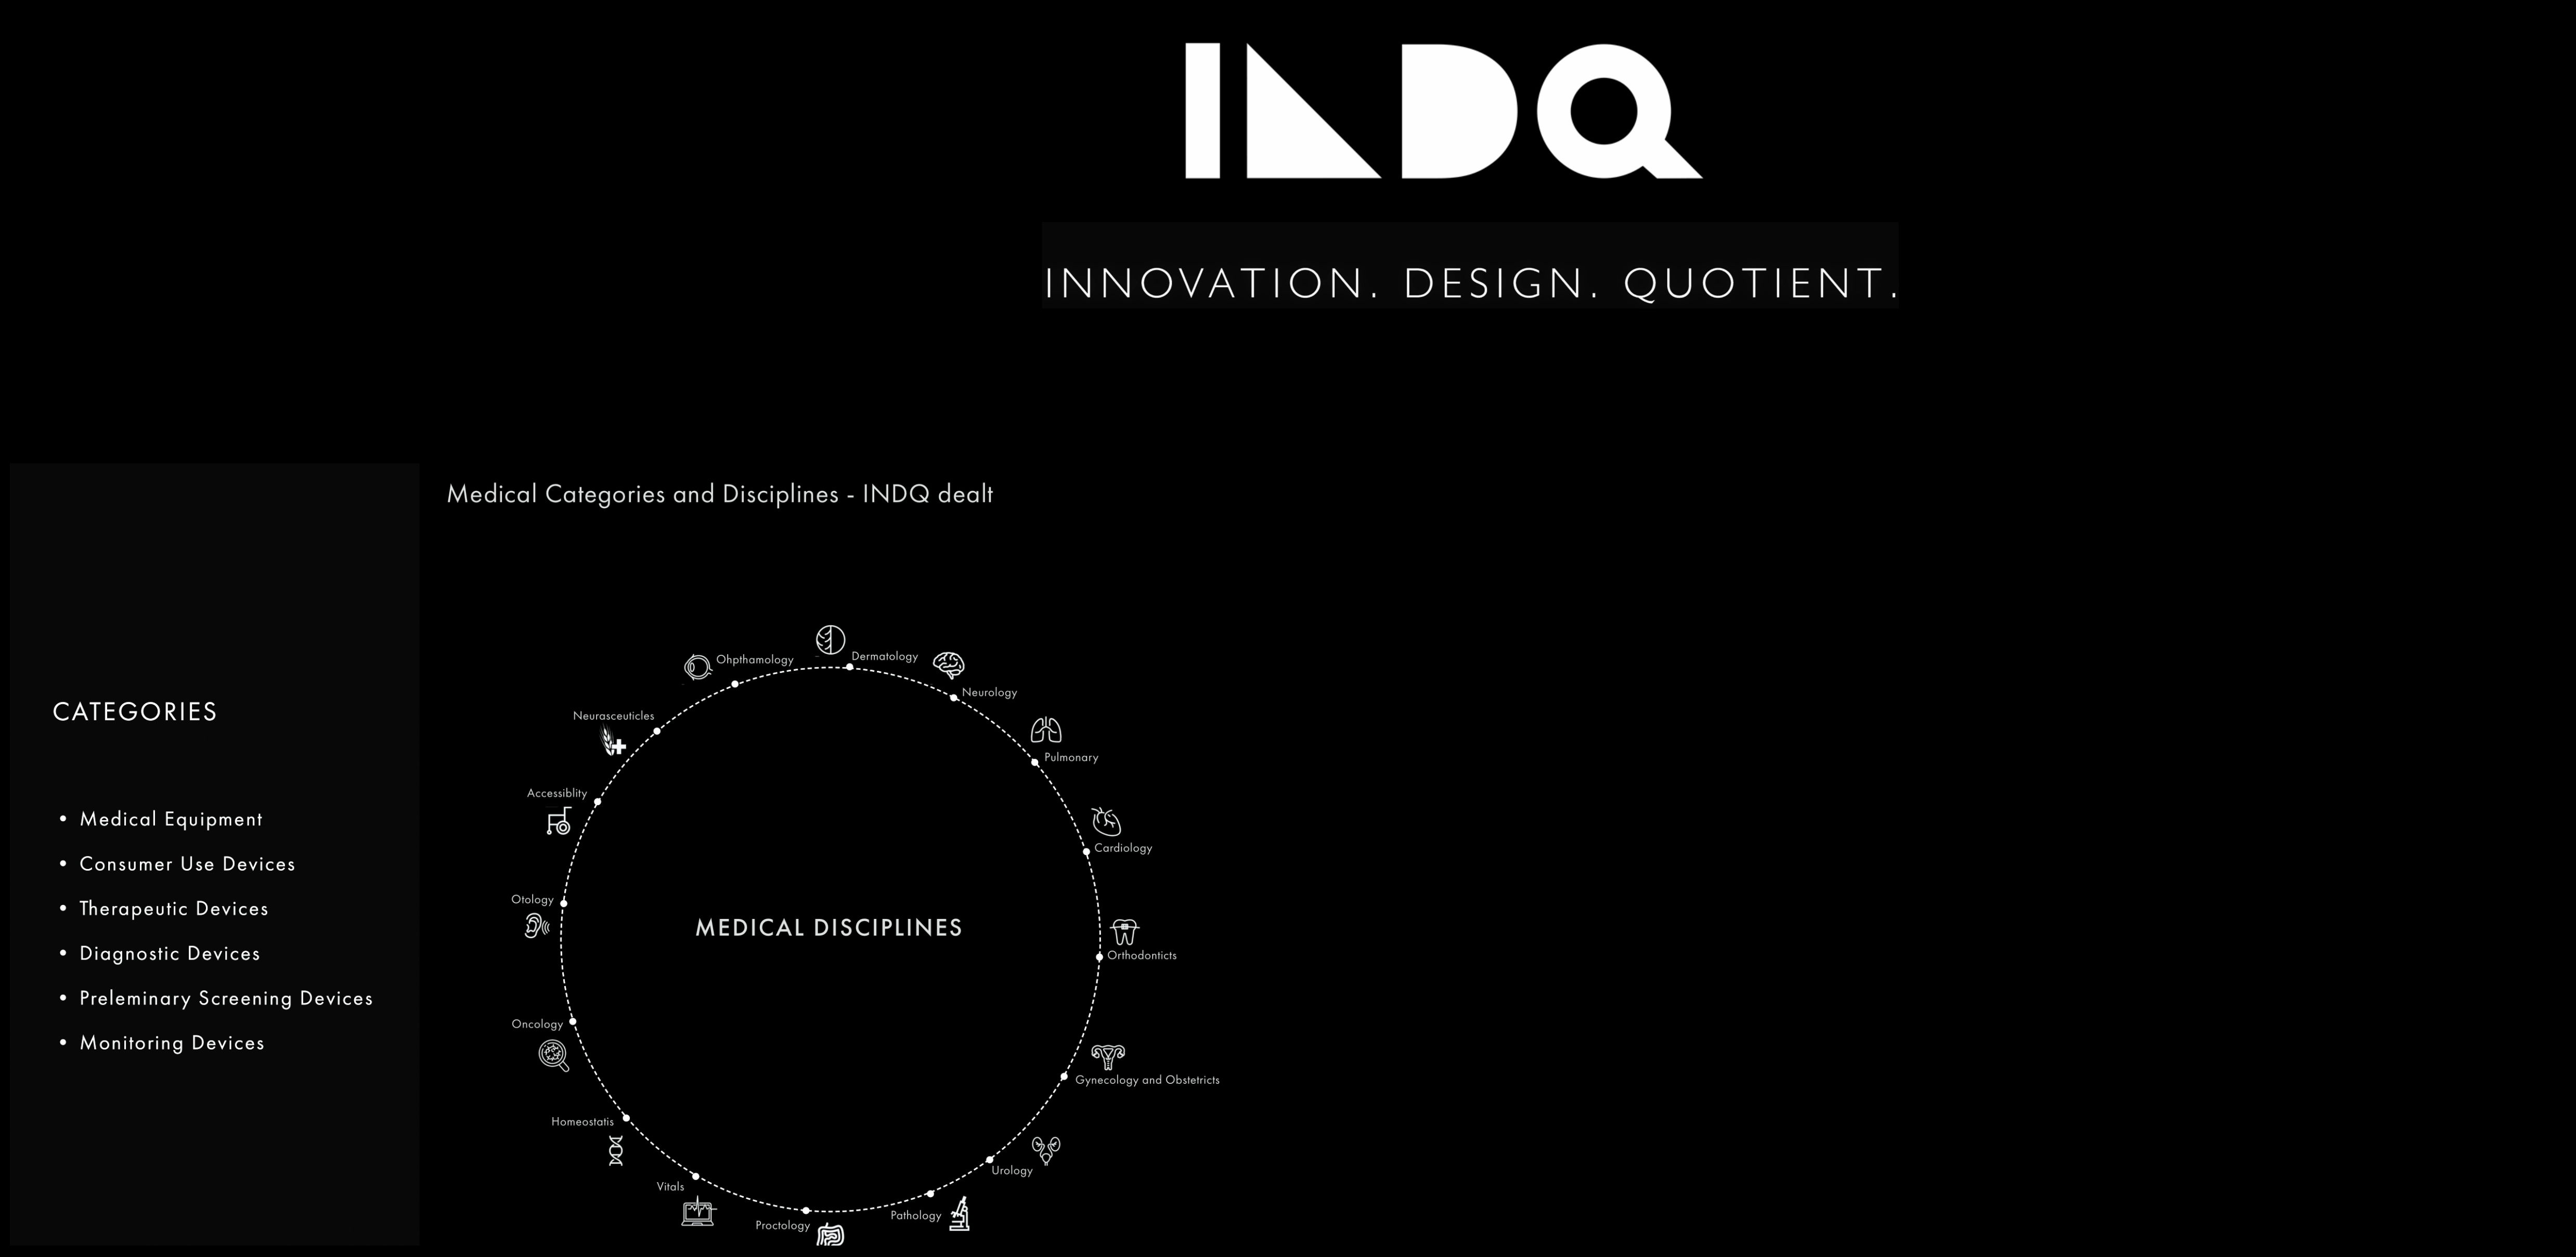 INDQ
INNOVATION. DESIGN. QUOTIENT.
Medical Categories and Disciplines - INDQ dealt
CATEGORIES
• Medical Equipment
• Consumer Use Devices
• Therapeutic Devices
• Diagnostic Devices
• Preleminary Screening Devices
• Monitoring Devices
MEDICAL DISCIPLINES
Dermatology
Neurology
Pulmonary
Cardiology
Orthodonticts
Gynecology and Obstetricts
Urology
Pathology
Proctology
Vitals
Homeostatis
Oncology
Otology
Accessiblity
Neurasceuticles
Ohpthamology